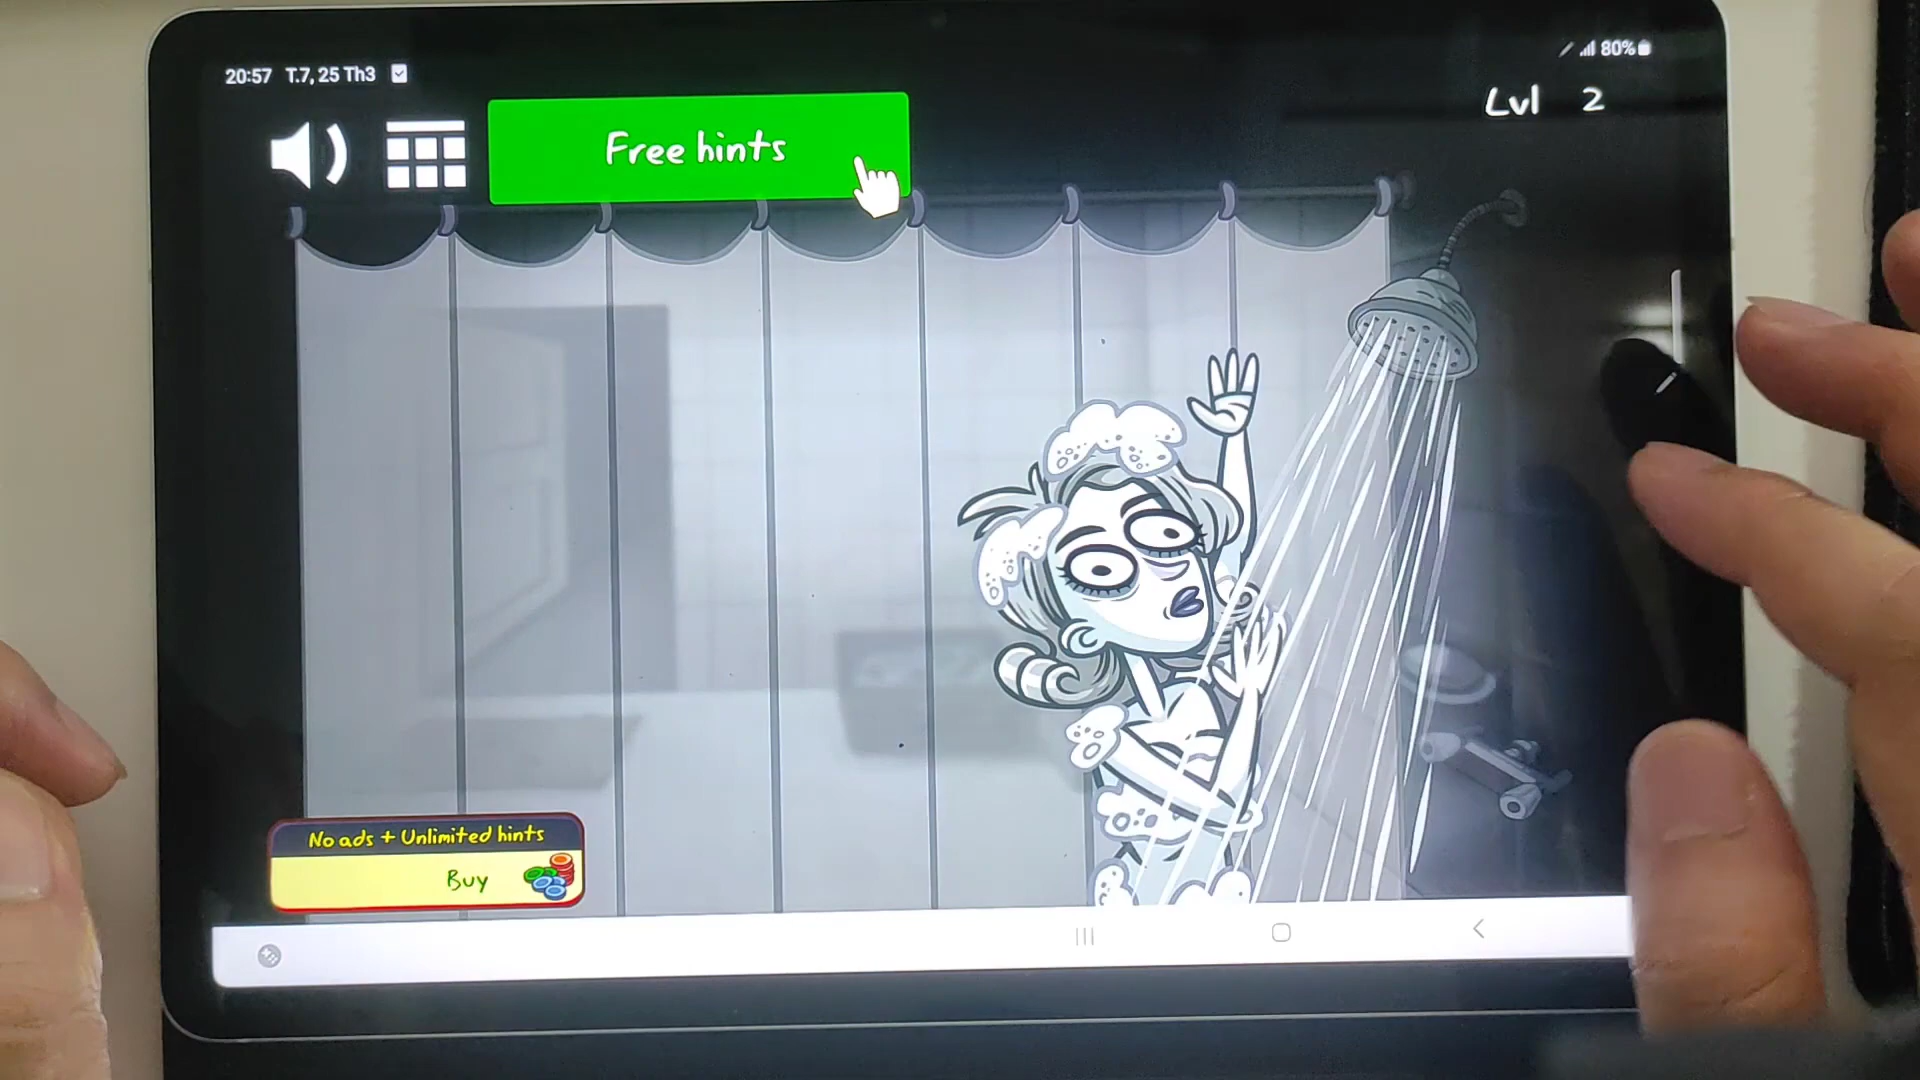 20:57 T.7, 25 Th3
80%
Lvl 2
Free hints
No ads + Unlimited hints
Buy